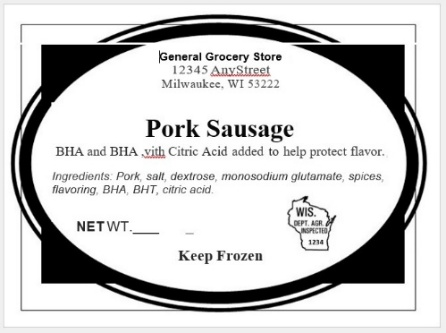 General Grocery Store
12345 AnyStreet
Milwaukee, WI 53222
Pork Sausage
BHA and BHA ,vith Citric Acid added to help protect flavor.
Ingredients: Pork, salt, dextrose, monosodium glutamate, spices,
flavoring, BHA, BHT, citric acid.
NET WT.____ _
WIS.
DEPT. AGR.
INSPECTED
1234
Keep Frozen